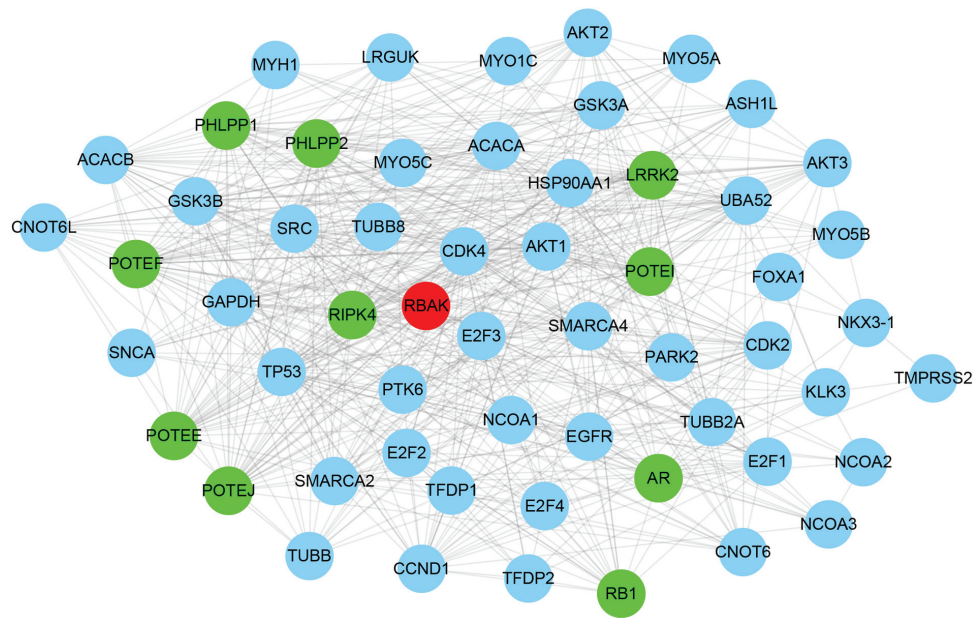 AKT2
MYH1
LRGUK
MYO1C
MYO5A
GSK3A
ASH1L
PHLPP1
PHLPP2
ACACA
ACACB
MYO5C
HSP90AA1
LRRK2
AKT3
GSK3B
UBA52
CNOT6L
SRC
TUBB8
CDK4
AKT1
MYO5B
POTEF
POTEI
FOXA1
GAPDH
RIPK4
RBAK
SMARCA4
NKX3-1
E2F3
SNCA
TP53
PARK2
CDK2
PTK6
KLK3
TMPRSS2
NCOA1
TUBB2A
POTEE
EGFR
E2F2
E2F1
NCOA2
POTEJ
SMARCA2
TFDP1
AR
E2F4
NCOA3
TUBB
CCND1
TFDP2
CNOT6
RB1